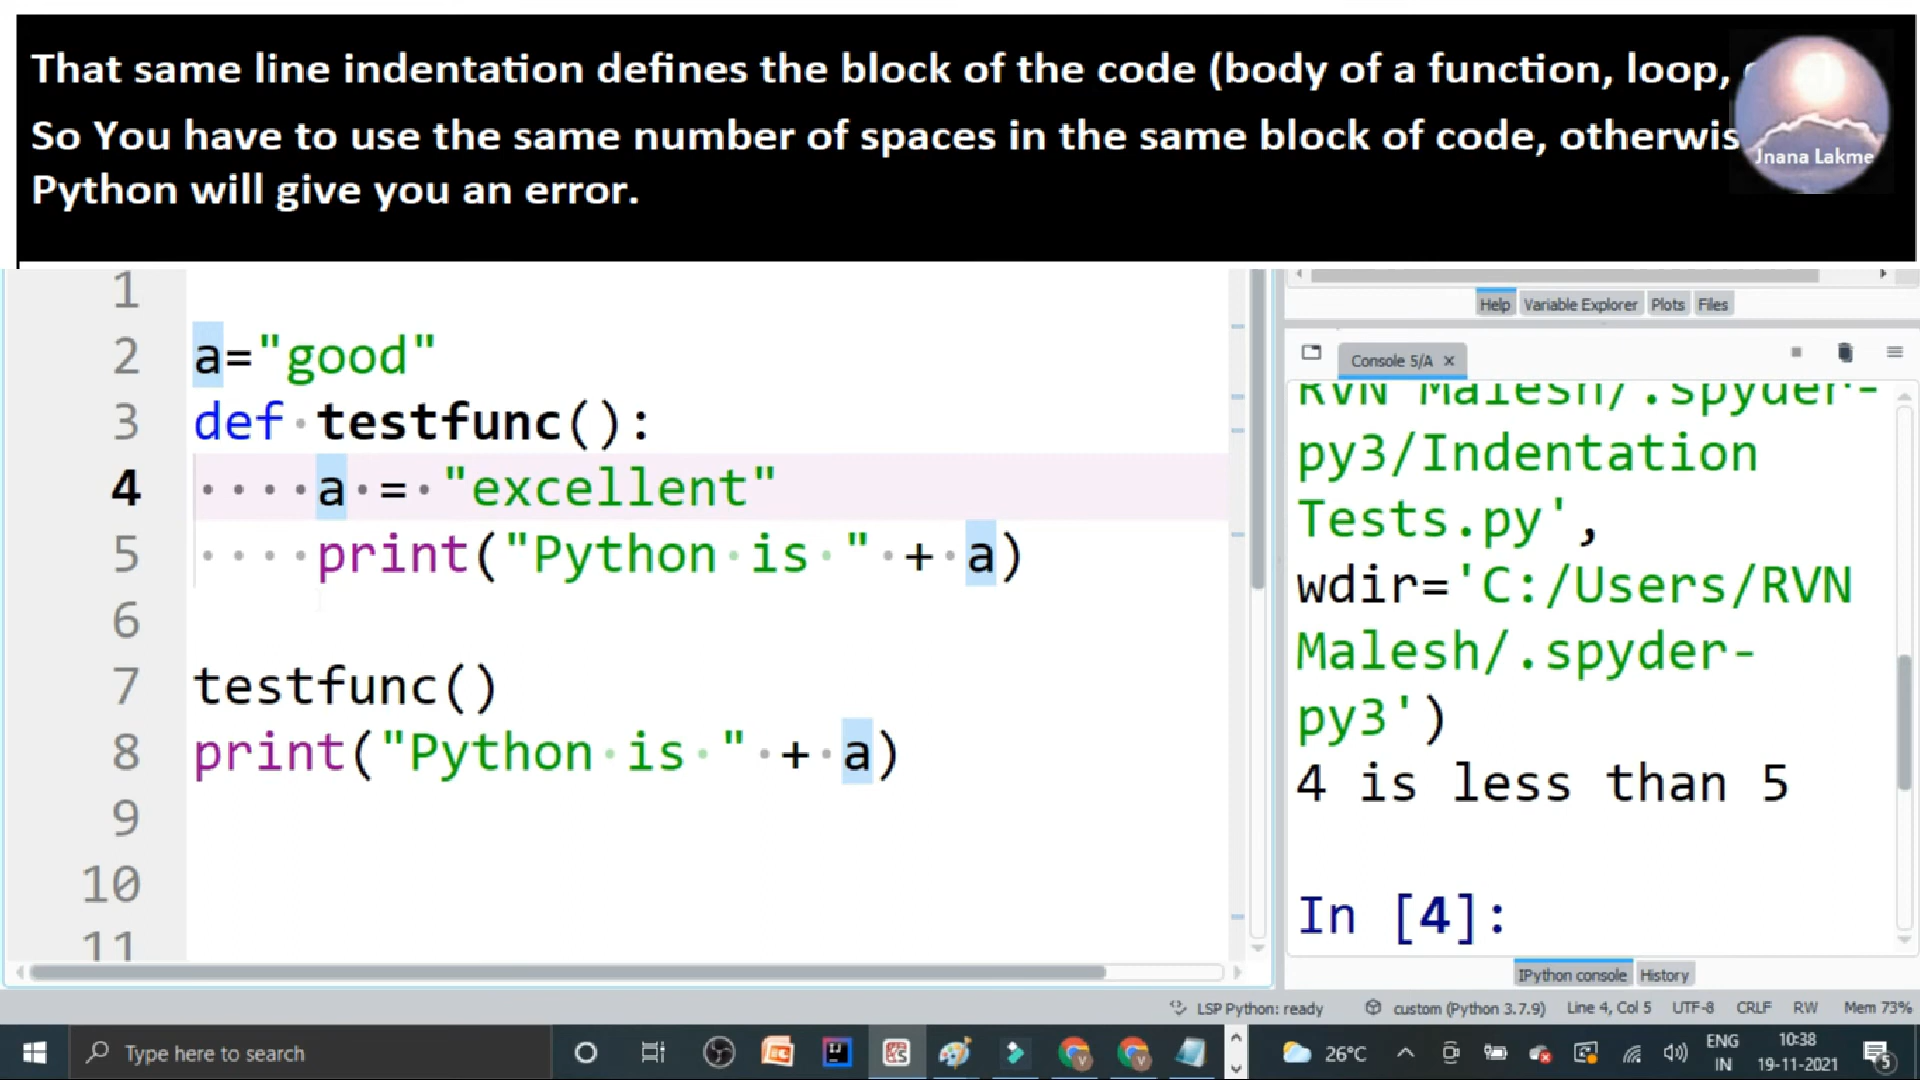 That same line indentation defines the block of the code (body of a function, loop,
So You have to use the same number of spaces in the same block of code, otherwis
Python will give you an error.
Jnana Lakme
1
2 a="good"
3 def testfunc():
4 a = "excellent"
5 print("Python is " + a)
6
7 testfunc()
8 print("Python is " + a)
9
10
11
Help Variable Explorer Plots Files
Console 5/A
RVN Malesh/.spyder-
py3/Indentation
Tests.py',
wdir='C:/Users/RVN
Malesh/.spyder-
py3')
4 is less than 5
In [4]:
IPython console History
LSP Python: ready custom (Python 3.7.9) Line 4, Col 5 UTF-8 CRLF RW Mem 73%
Type here to search
26°C
ENG
IN
10:38
19-11-2021
5